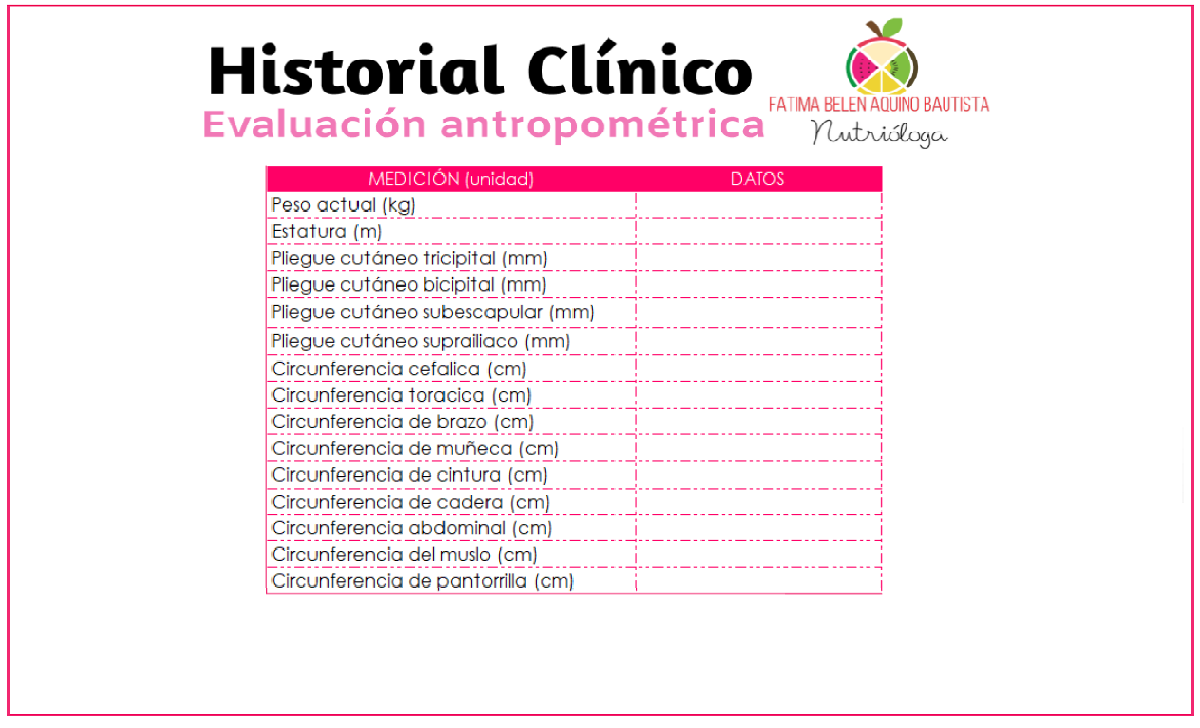 Historial Clínico
Evaluación antropométrica
FATIMA BELEN AQUINO BAUTISTA
Nutrióloga
MEDICIÓN (unidad) DATOS
Peso actual (kg)
Estatura (m)
Pliegue cutáneo tricipital (mm)
Pliegue cutáneo bicipital (mm)
Pliegue cutáneo subescapular (mm)
Pliegue cutáneo suprailiaco (mm)
Circunferencia cefalica (cm)
Circunferencia toracica (cm)
Circunferencia de brazo (cm)
Circunferencia de muñeca (cm)
Circunferencia de cintura (cm)
Circunferencia de cadera (cm)
Circunferencia abdominal (cm)
Circunferencia del muslo (cm)
Circunferencia de pantorrilla (cm)